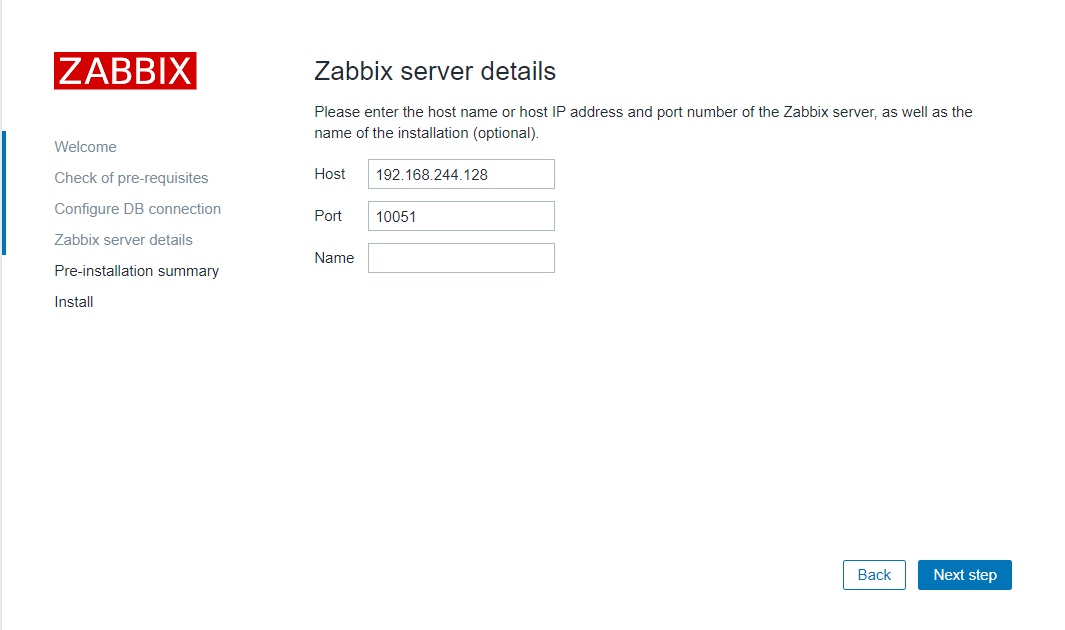 ZABBIX
Welcome
Check of pre-requisites
Configure DB connection
Zabbix server details
Pre-installation summary
Install
Zabbix server details
Please enter the host name or host IP address and port number of the Zabbix server, as well as the
name of the installation (optional).
Host 192.168.244.128
Port 10051
Name
Back Next step